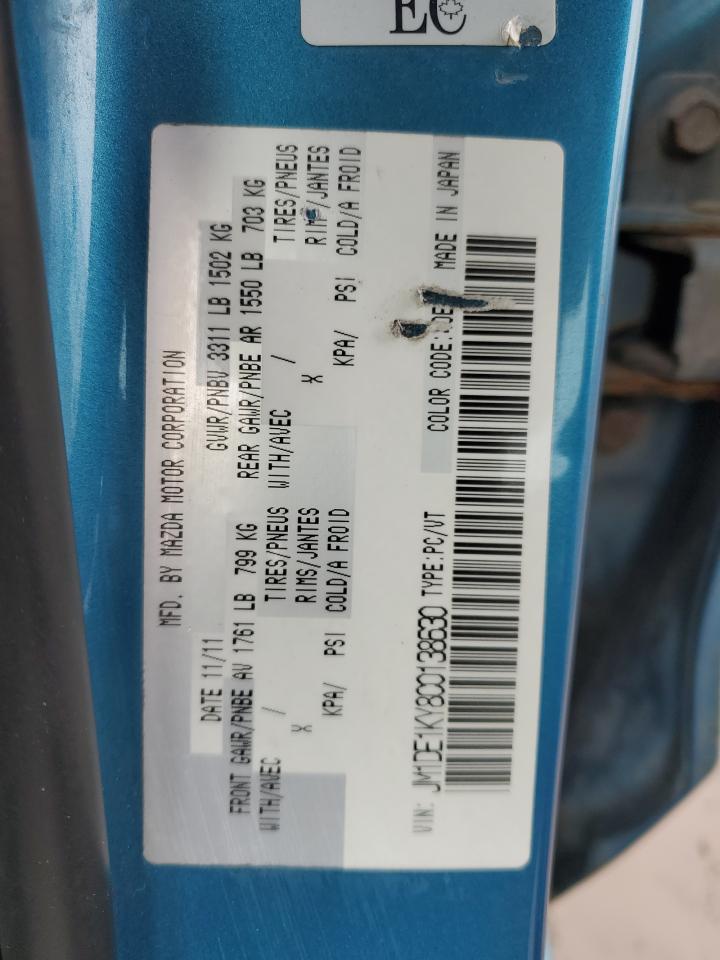 EC
MFD. BY MAZDA MOTOR CORPORATION
DATE 11/11 GVWR/PNBV 3311 LB 1502 KG
FRONT GAWR/PNBE AV 1761 LB 799 KG REAR GAWR/PNBE AR 1550 LB 703 KG
WITH/AVEC / TIRES/PNEUS WITH/AVEC / TIRES/PNEUS
X RIMS/JANTES X RIMS/JANTES
KPA/ PSI COLD/A FROID KPA/ PSI COLD/A FROID
VIN: JM1DE1KY8C0138630 TYPE:PC/VT
COLOR CODE: MADE IN JAPAN